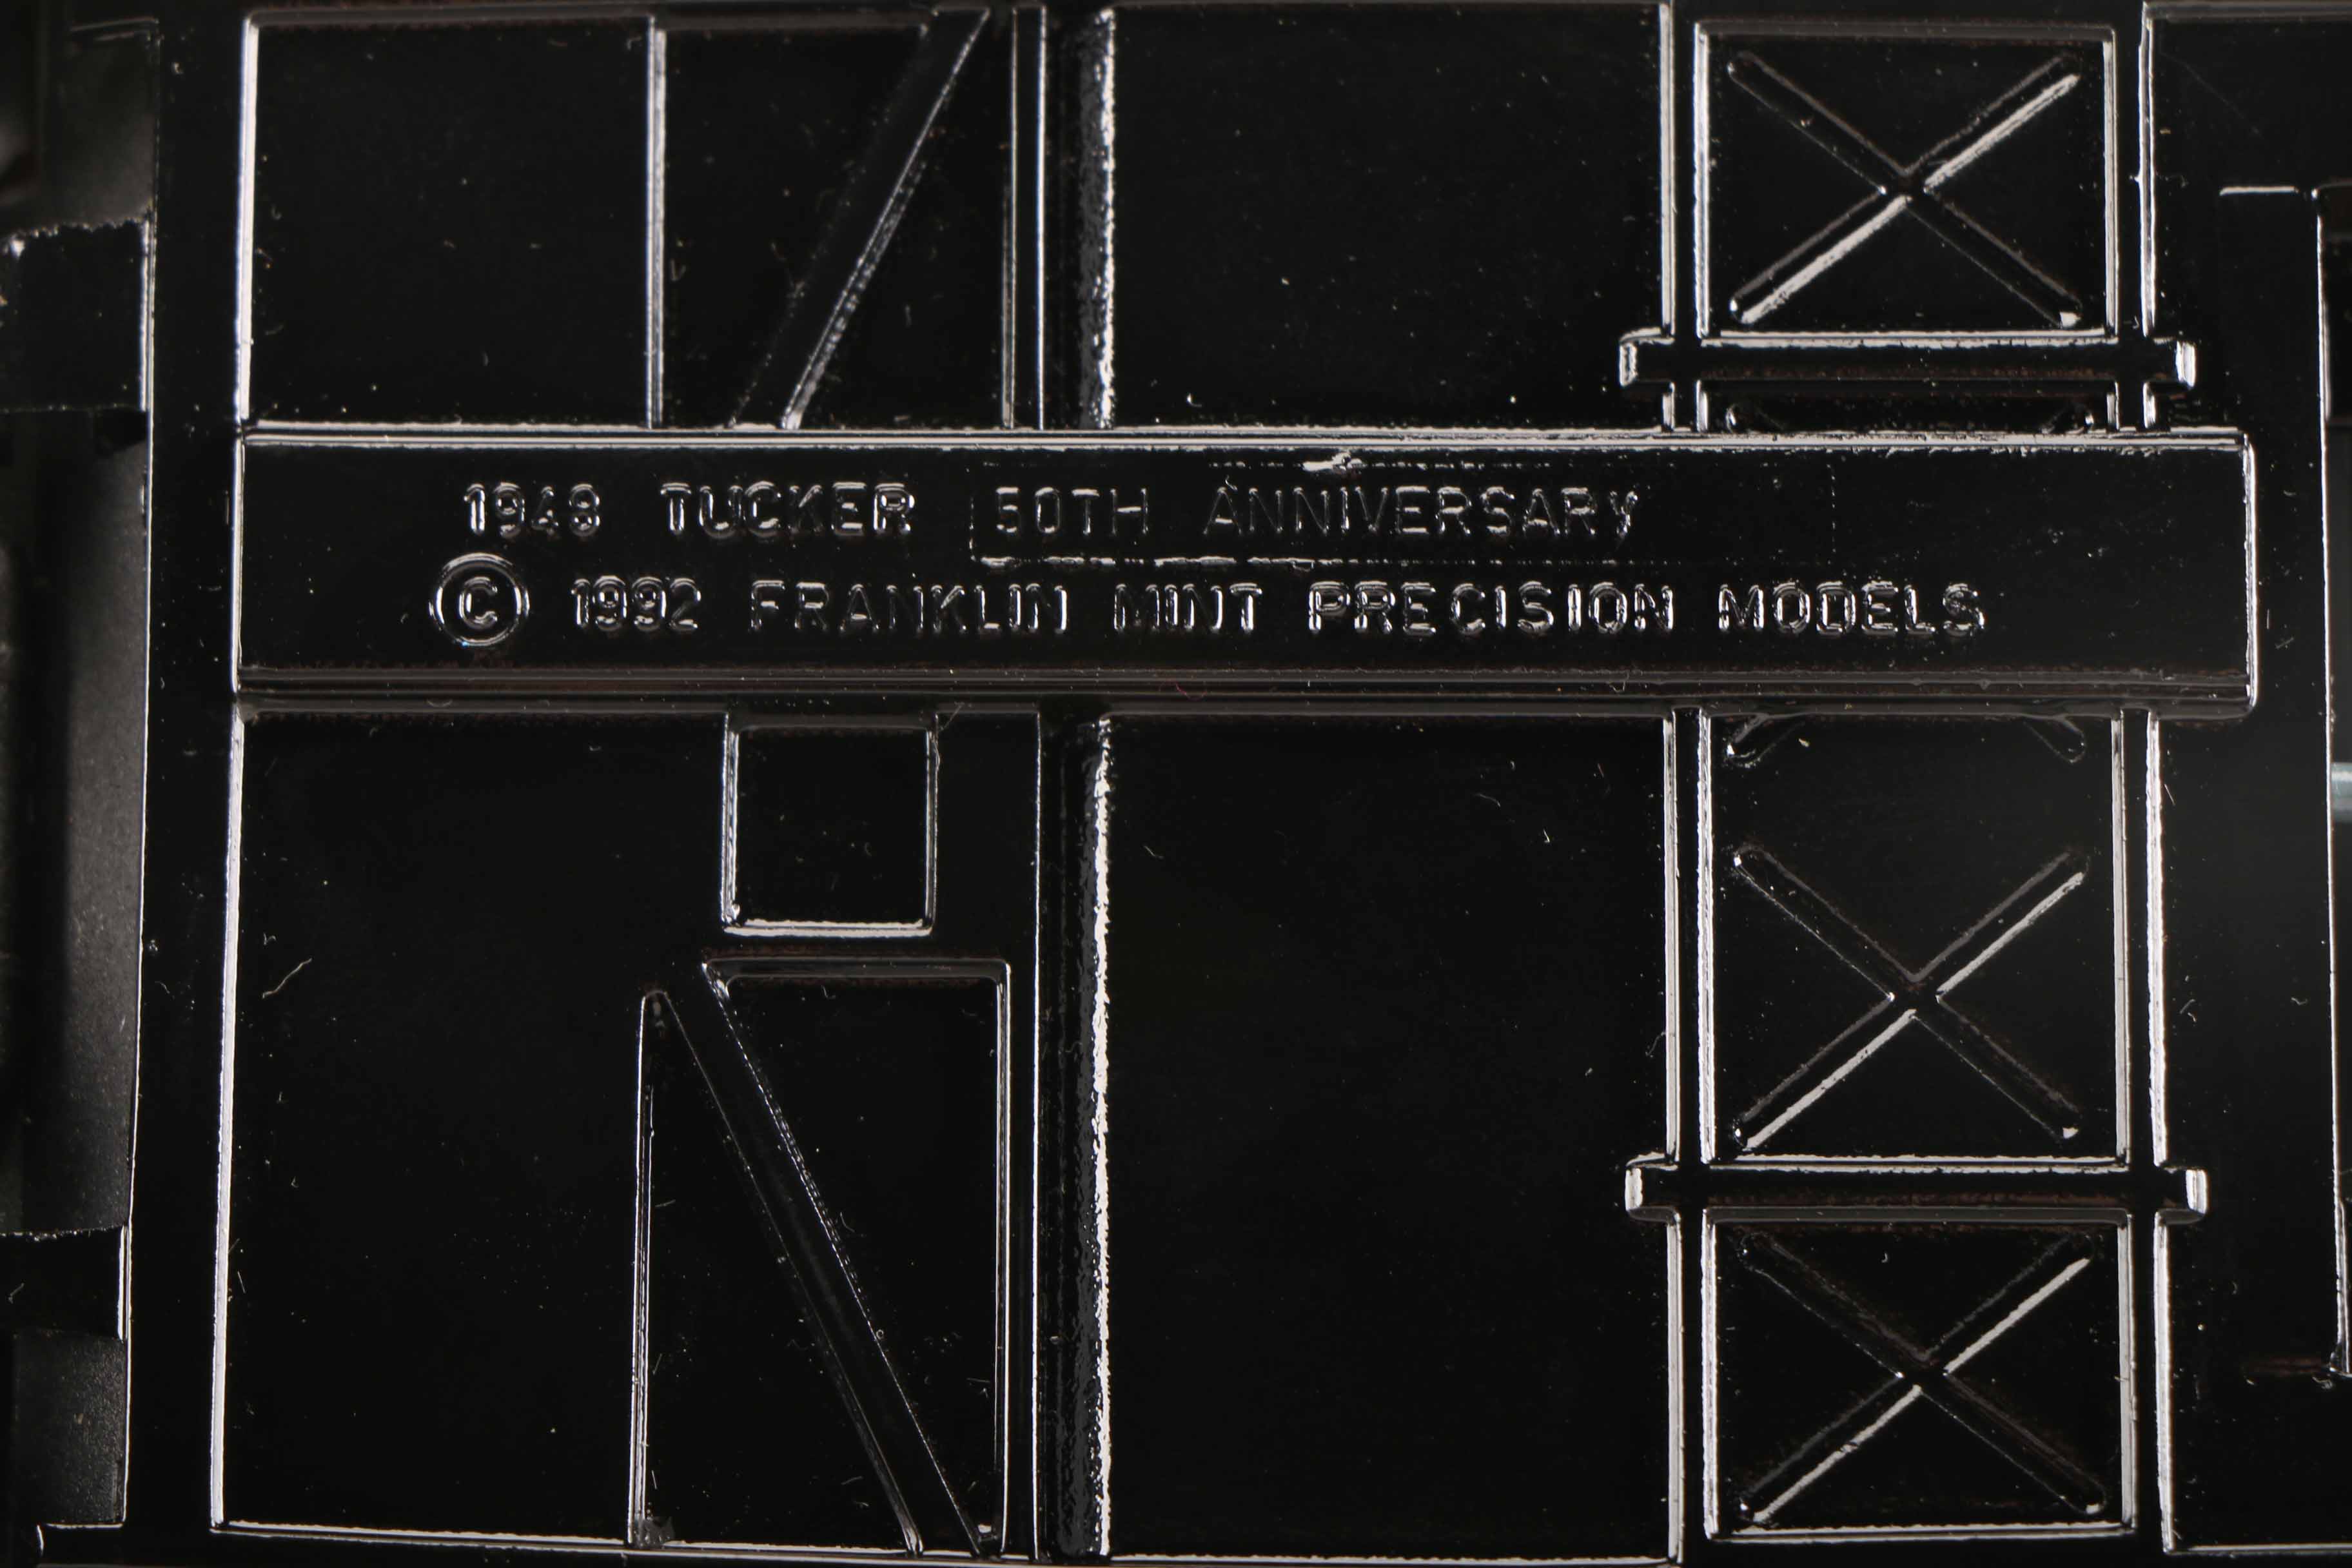 1948 TUCKER 50TH ANNIVERSARY
© 1992 FRANKLIN MINT PRECISION MODELS